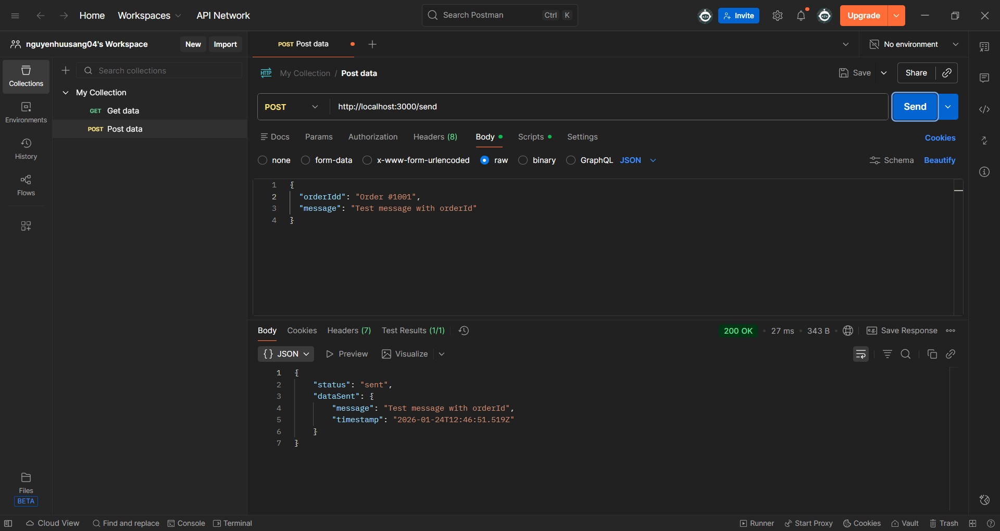 Home Workspaces API Network Search Postman Ctrl K Invite Upgrade
nguyenhuusang04's Workspace New Import POST Post data No environment
Collections
Environments
History
Flows
Files
BETA
Search collections
My Collection
GET Get data
POST Post data
HTTP My Collection / Post data Save Share
POST http://localhost:3000/send Send
Docs Params Authorization Headers (8) Body Scripts Settings Cookies
none form-data x-www-form-urlencoded raw binary GraphQL JSON Schema Beautify
1 {
2 "orderIdd": "Order #1001",
3 "message": "Test message with orderId"
4 }
Body Cookies Headers (7) Test Results (1/1) 200 OK • 27 ms • 343 B • e.g. Save Response
{} JSON Preview Visualize
1 {
2 "status": "sent",
3 "dataSent": {
4 "message": "Test message with orderId",
5 "timestamp": "2026-01-24T12:46:51.519Z"
6 }
7 }
Cloud View Find and replace Console Terminal Runner Start Proxy Cookies Vault Trash